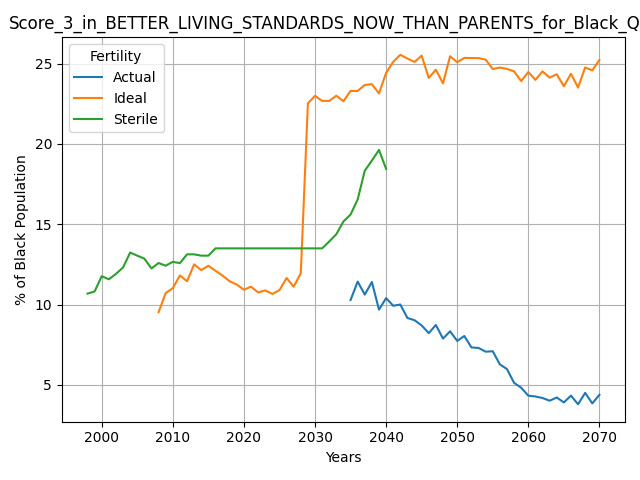 Score_3_in_BETTER_LIVING_STANDARDS_NOW_THAN_PARENTS_for_Black_Q
Fertility
Actual
Ideal
Sterile
% of Black Population
25
20
15
10
5
2000 2010 2020 2030 2040 2050 2060 2070
Years